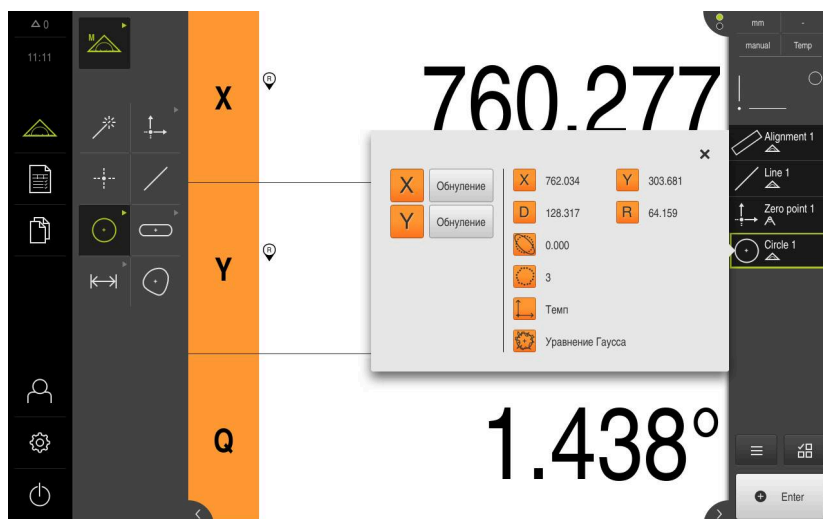 0
11:11
M
X
R
760.277
Y
R
Q
1.438°
X
Обнуление
Y
Обнуление
X
762.034
Y
303.681
D
128.317
R
64.159
0.000
3
Темп
Уравнение Гаусса
mm
-
manual
Temp
Alignment 1
Line 1
Zero point 1
Circle 1
Enter